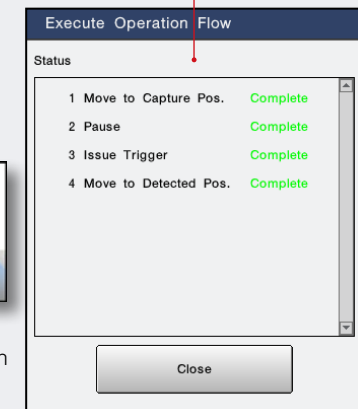 Execute Operation Flow
Status
1 Move to Capture Pos. Complete
2 Pause Complete
3 Issue Trigger Complete
4 Move to Detected Pos. Complete
Close